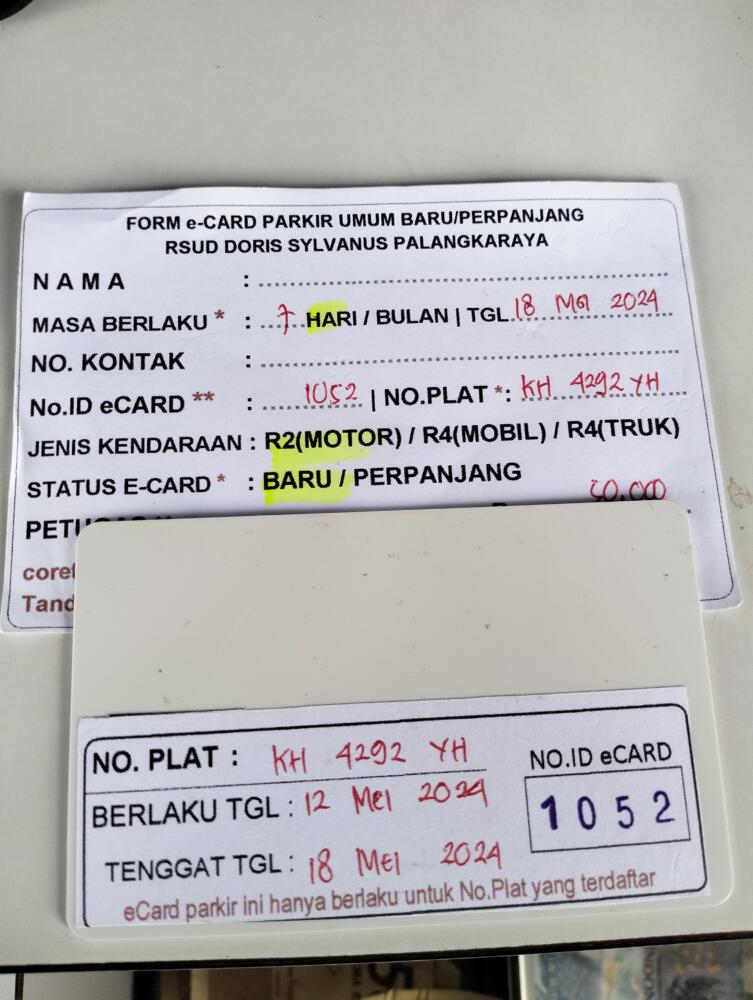 FORM e-CARD PARKIR UMUM BARU/PERPANJANG
RSUD DORIS SYLVANUS PALANGKARAYA
NAMA :
MASA BERLAKU * : 7 HARI / BULAN | TGL. 18 MEI 2024
NO. KONTAK :
No.ID eCARD ** : 1052 | NO.PLAT *: KH 4292 YH
JENIS KENDARAAN : R2(MOTOR) / R4(MOBIL) / R4(TRUK)
STATUS E-CARD * : BARU / PERPANJANG
NO. PLAT : KH 4292 YH
NO.ID eCARD
BERLAKU TGL : 12 MEI 2024
1052
TENGGAT TGL : 18 MEI 2024
eCard parkir ini hanya berlaku untuk No.Plat yang terdaftar